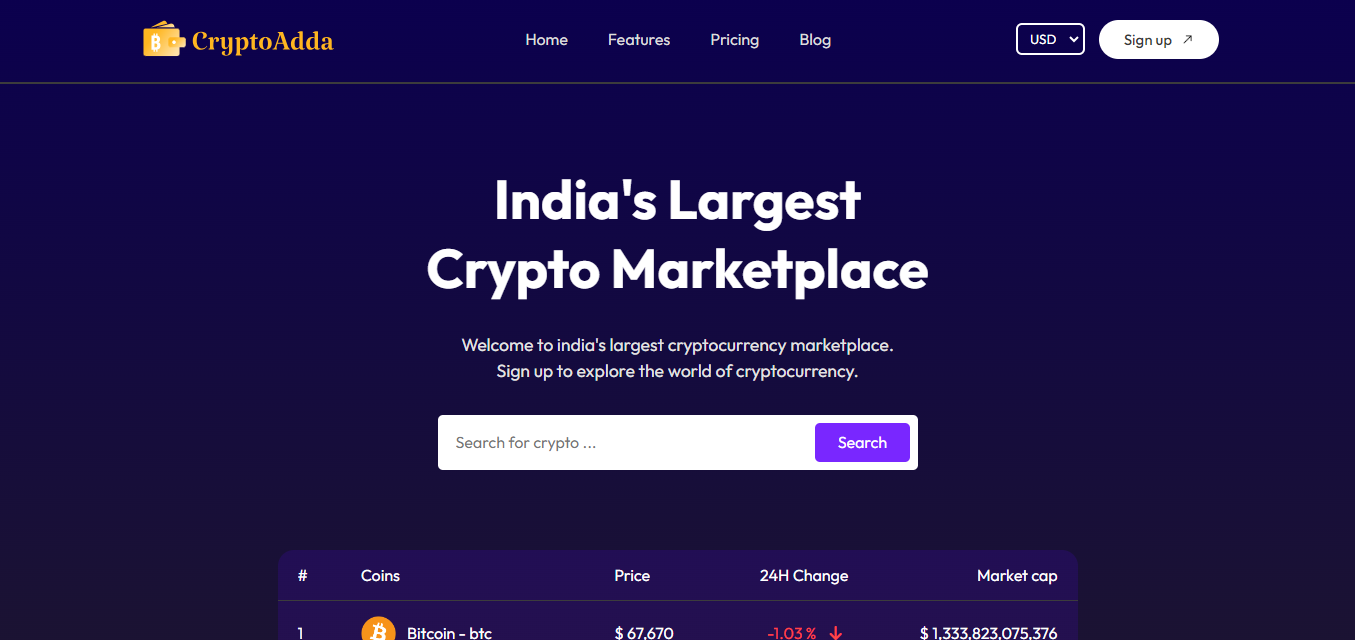 CryptoAdda
Home Features Pricing Blog
USD
Sign up
India's Largest
Crypto Marketplace
Welcome to india's largest cryptocurrency marketplace.
Sign up to explore the world of cryptocurrency.
Search for crypto ...
Search
# Coins Price 24H Change Market cap
1 Bitcoin - btc $ 67,670 -1.03 % $ 1,333,823,075,376